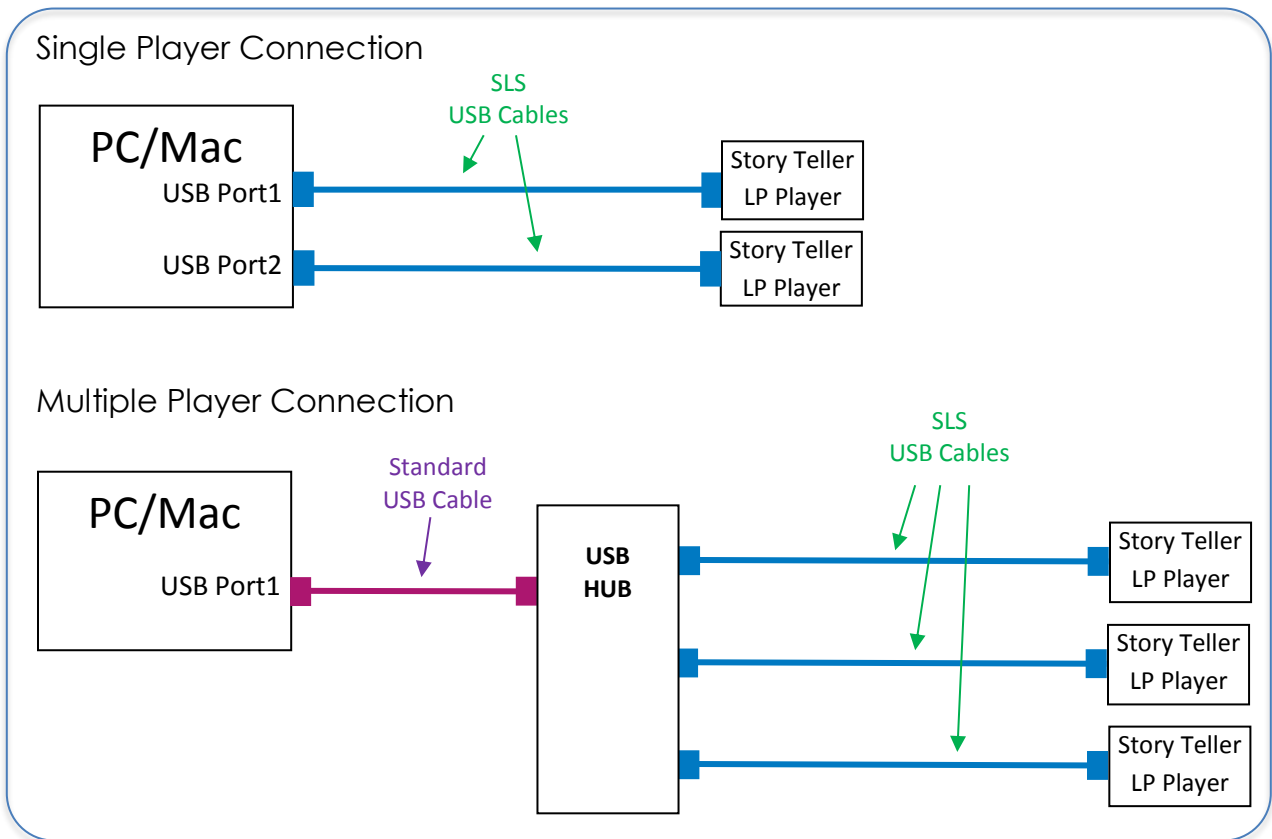 Single Player Connection
SLS
USB Cables
PC/Mac
USB Port1
USB Port2
Story Teller
LP Player
Story Teller
LP Player
Multiple Player Connection
SLS
USB Cables
Standard
USB Cable
PC/Mac
USB Port1
USB
HUB
Story Teller
LP Player
Story Teller
LP Player
Story Teller
LP Player